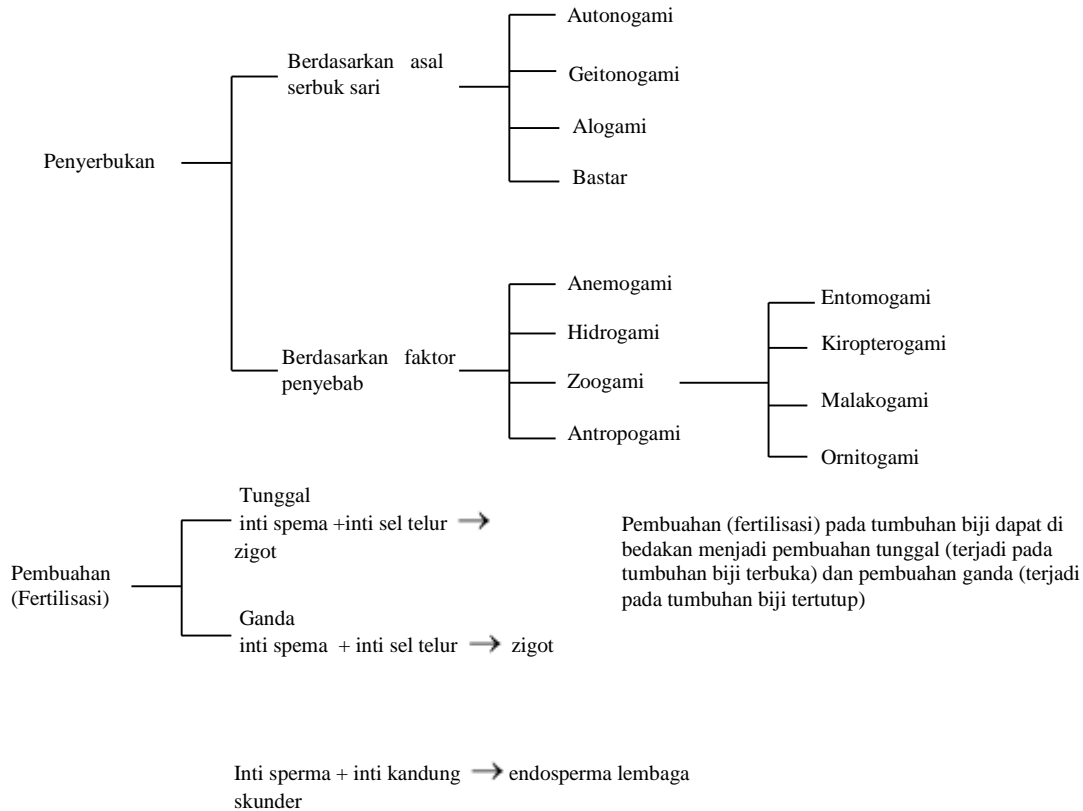 Autonogami
Berdasarkan asal
serbuk sari
Geitonogami
Alogami
Penyerbukan
Bastar
Anemogami
Entomogami
Hidrogami
Kiropterogami
Berdasarkan faktor
penyebab
Zoogami
Malakogami
Antropogami
Ornitogami
Tunggal
inti spema +inti sel telur →
zigot
Pembuahan
(Fertilisasi)
Ganda
inti spema + inti sel telur → zigot
Pembuahan (fertilisasi) pada tumbuhan biji dapat di
bedakan menjadi pembuahan tunggal (terjadi pada
tumbuhan biji terbuka) dan pembuahan ganda (terjadi
pada tumbuhan biji tertutup)
Inti sperma + inti kandung → endosperma lembaga
skunder